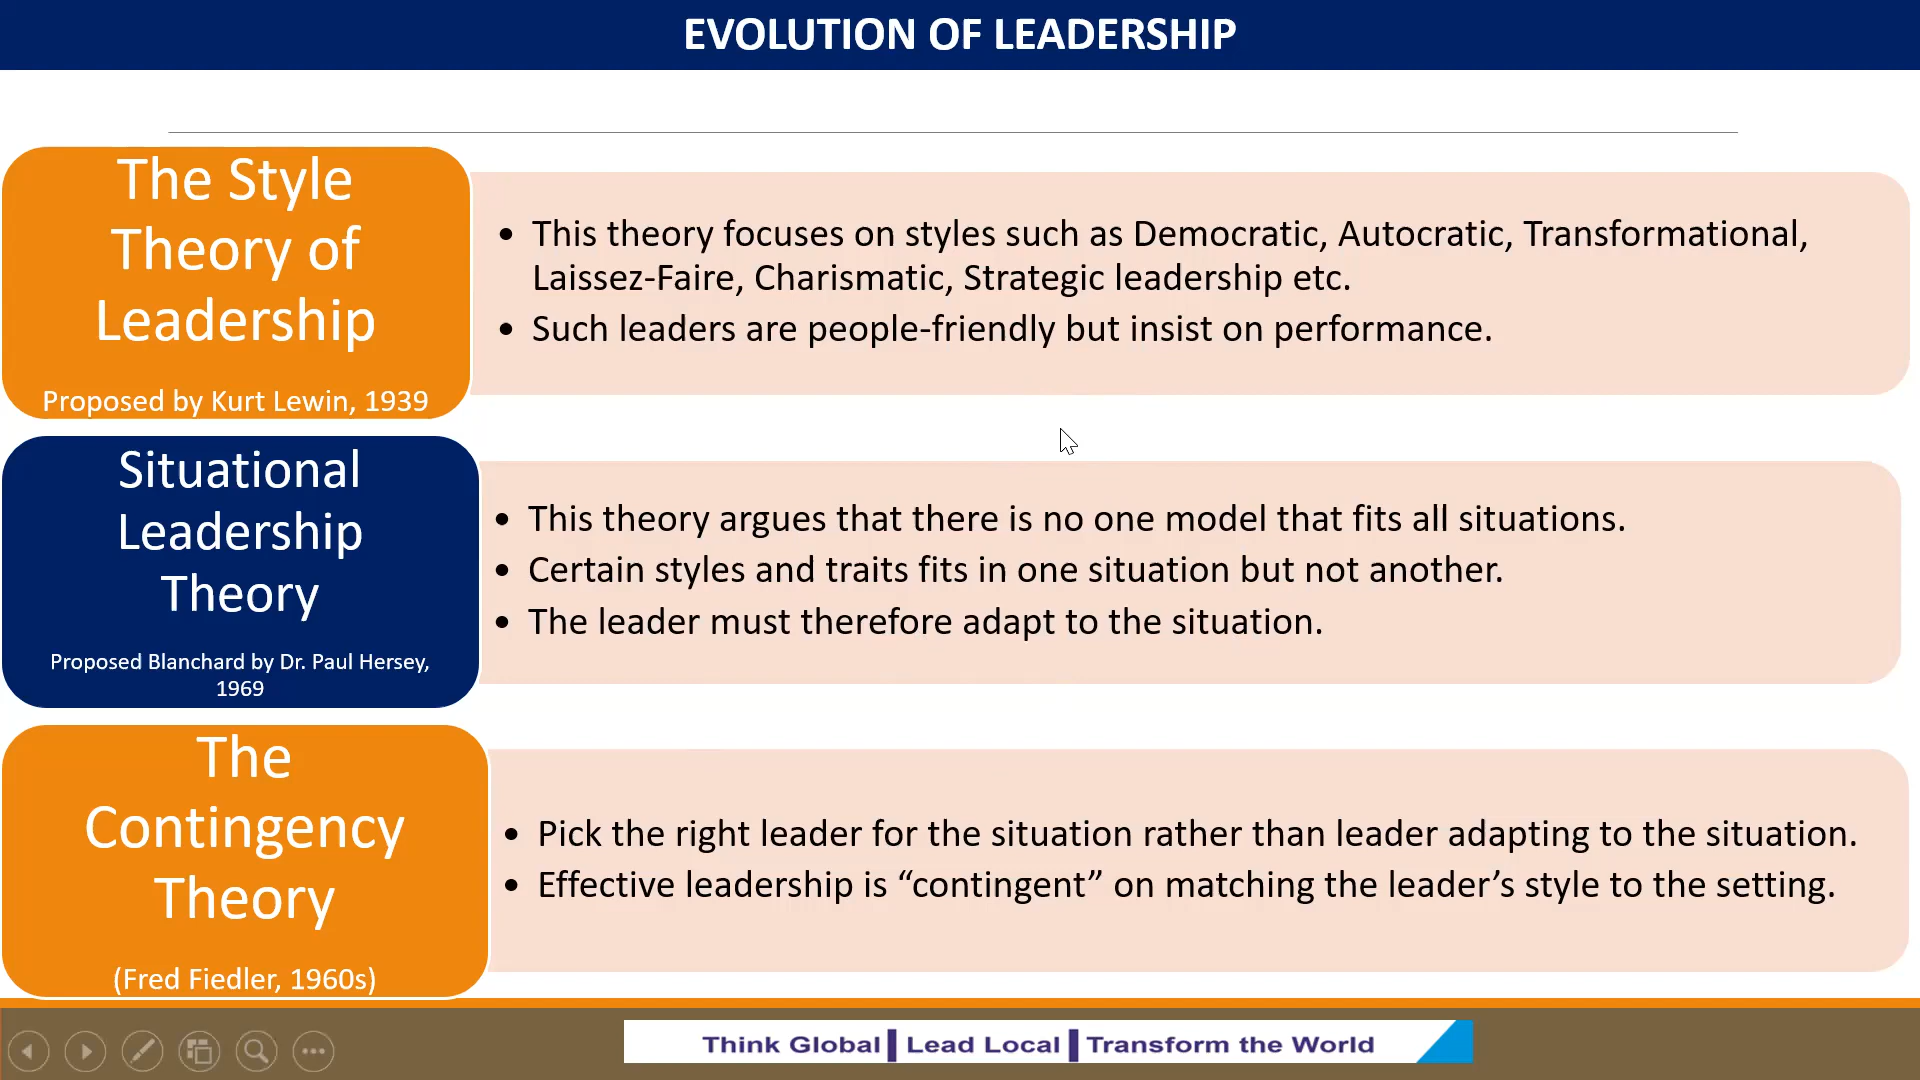 EVOLUTION OF LEADERSHIP
The Style
Theory of
Leadership
Proposed by Kurt Lewin, 1939
• This theory focuses on styles such as Democratic, Autocratic, Transformational,
Laissez-Faire, Charismatic, Strategic leadership etc.
• Such leaders are people-friendly but insist on performance.
Situational
Leadership
Theory
Proposed Blanchard by Dr. Paul Hersey,
1969
• This theory argues that there is no one model that fits all situations.
• Certain styles and traits fits in one situation but not another.
• The leader must therefore adapt to the situation.
The
Contingency
Theory
(Fred Fiedler, 1960s)
• Pick the right leader for the situation rather than leader adapting to the situation.
• Effective leadership is “contingent” on matching the leader’s style to the setting.
Think Global | Lead Local | Transform the World